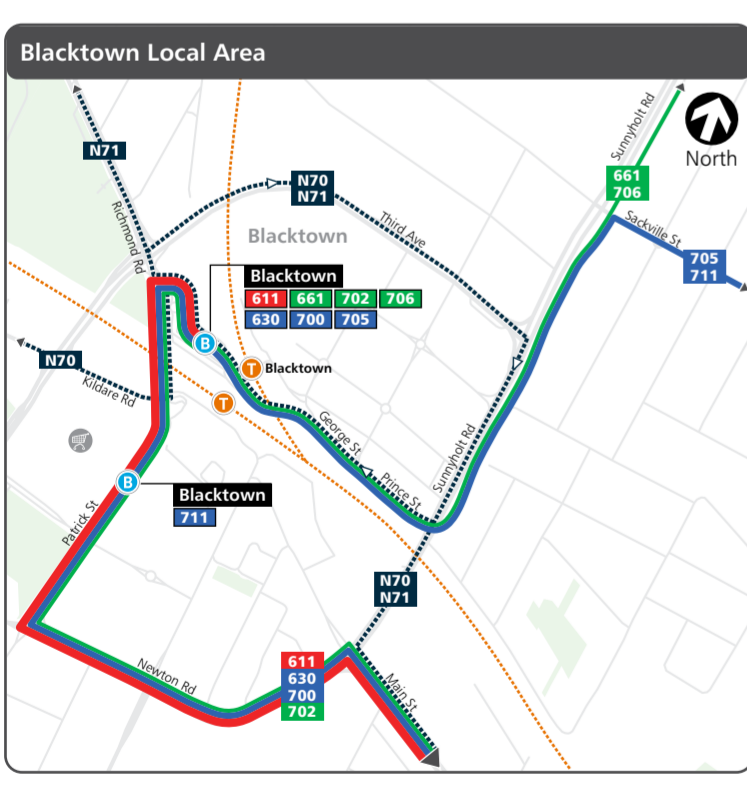 Blacktown Local Area
North
Sunnyholt Rd
661
706
Sackville St
705
711
N71
N70
N71
Third Ave
Richmond Rd
Blacktown
Blacktown
611 661 702 706
630 700 705
B
T Blacktown
T
N70
Kildare Rd
George St
Prince St
Sunnyholt Rd
B
Blacktown
711
Patrick St
N70
N71
Newton Rd
611
630
700
702
Main St